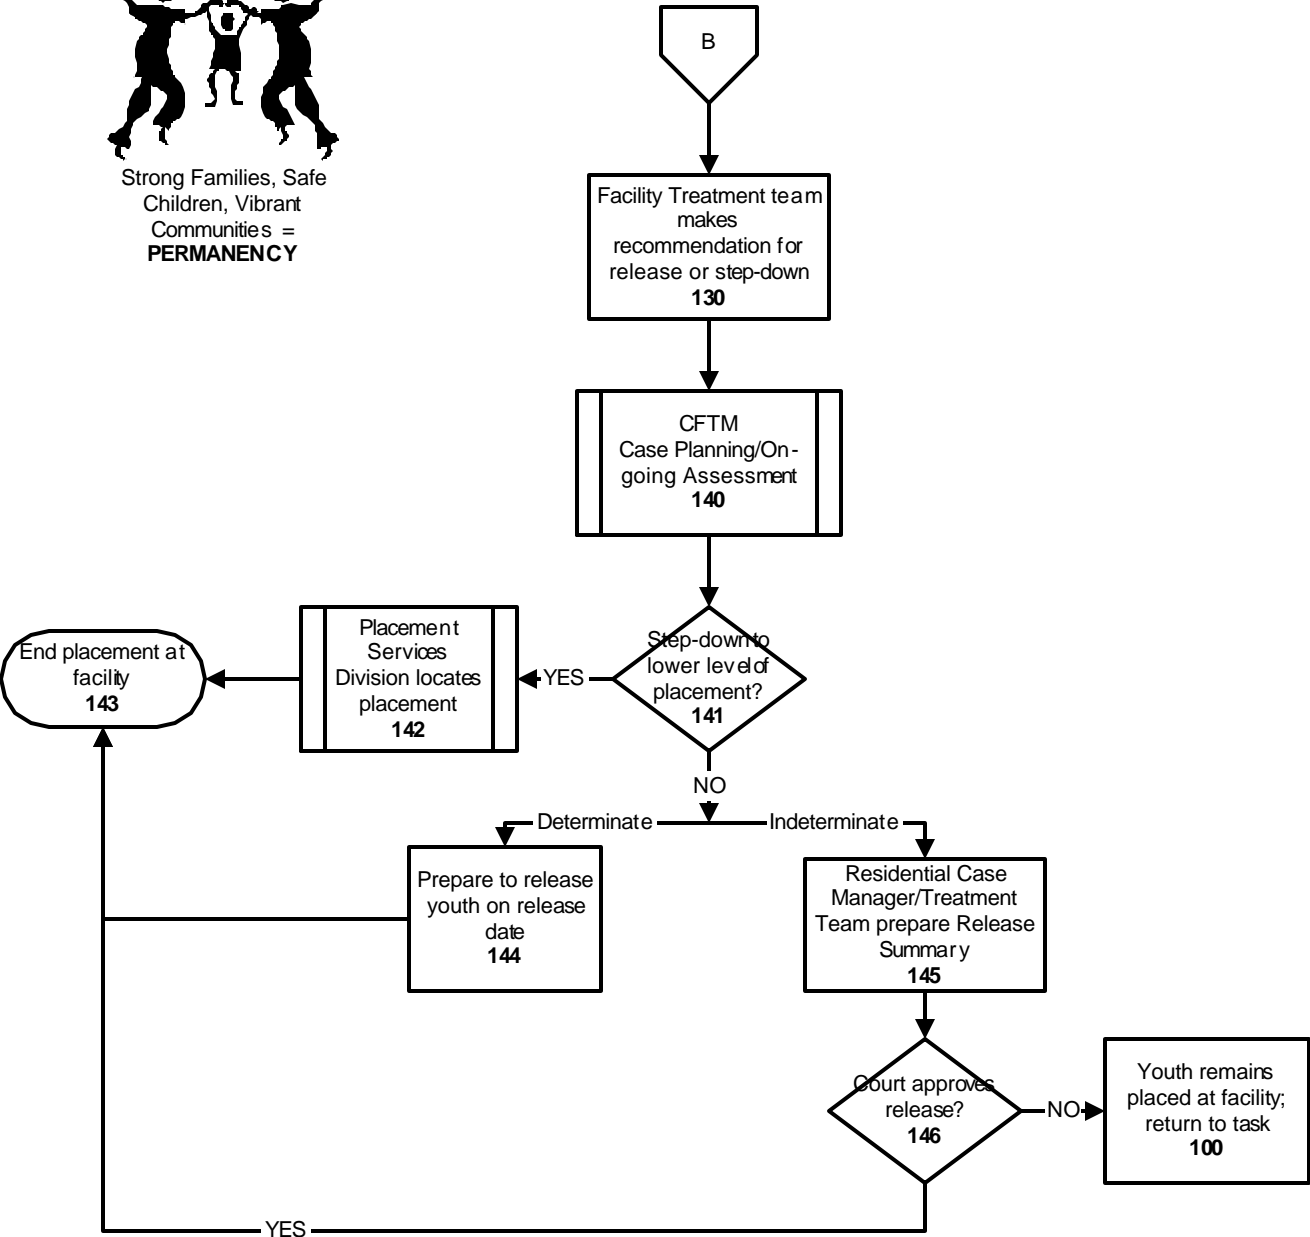 B
Strong Families, Safe
Children, Vibrant
Communities =
PERMANENCY
Facility Treatment team
makes
recommendation for
release or step-down
130
CFTM
Case Planning/On-
going Assessment
140
End placement at
facility
143
Placement
Services
Division locates
placement
142
YES
Step-down to
lower level of
placement?
141
NO
Determinate
Indeterminate
Prepare to release
youth on release
date
144
Residential Case
Manager/Treatment
Team prepare Release
Summary
145
Court approves
release?
146
NO
Youth remains
placed at facility;
return to task
100
YES